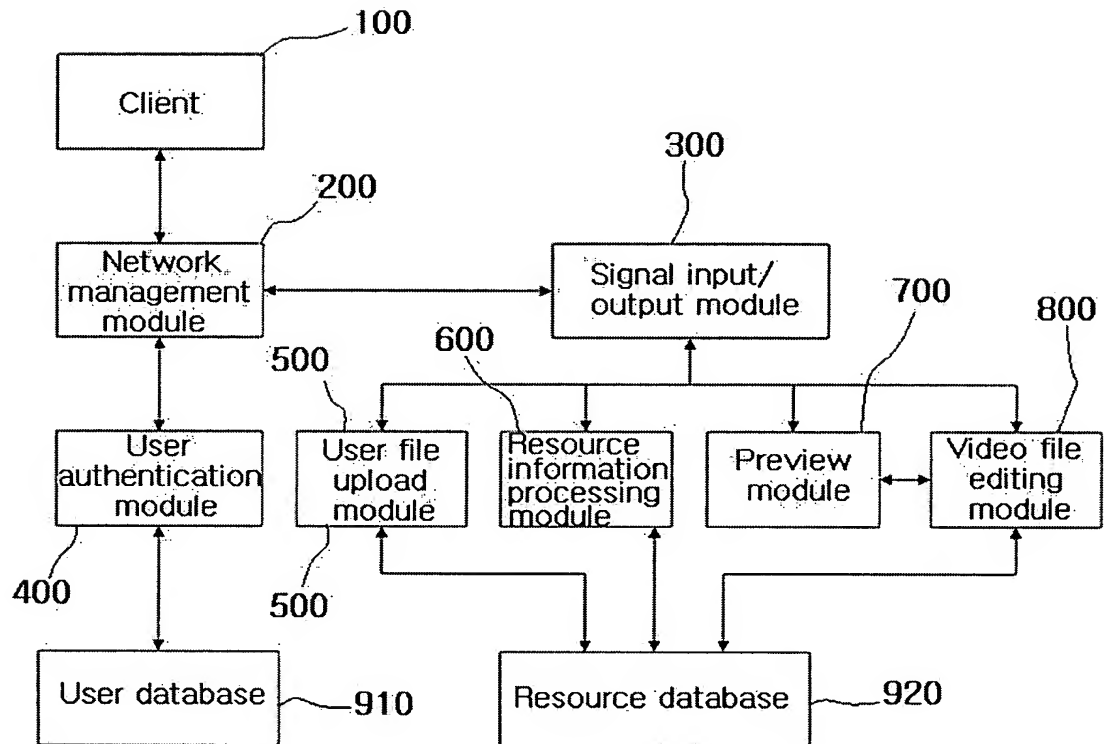 100
Client
200
300
Network
management
module
Signal input/
output module
700
800
600
500
User
authentication
module
User file
upload
module
Resource
information
processing
module
Preview
module
Video file
editing
module
400
500
User database
910
Resource database
920